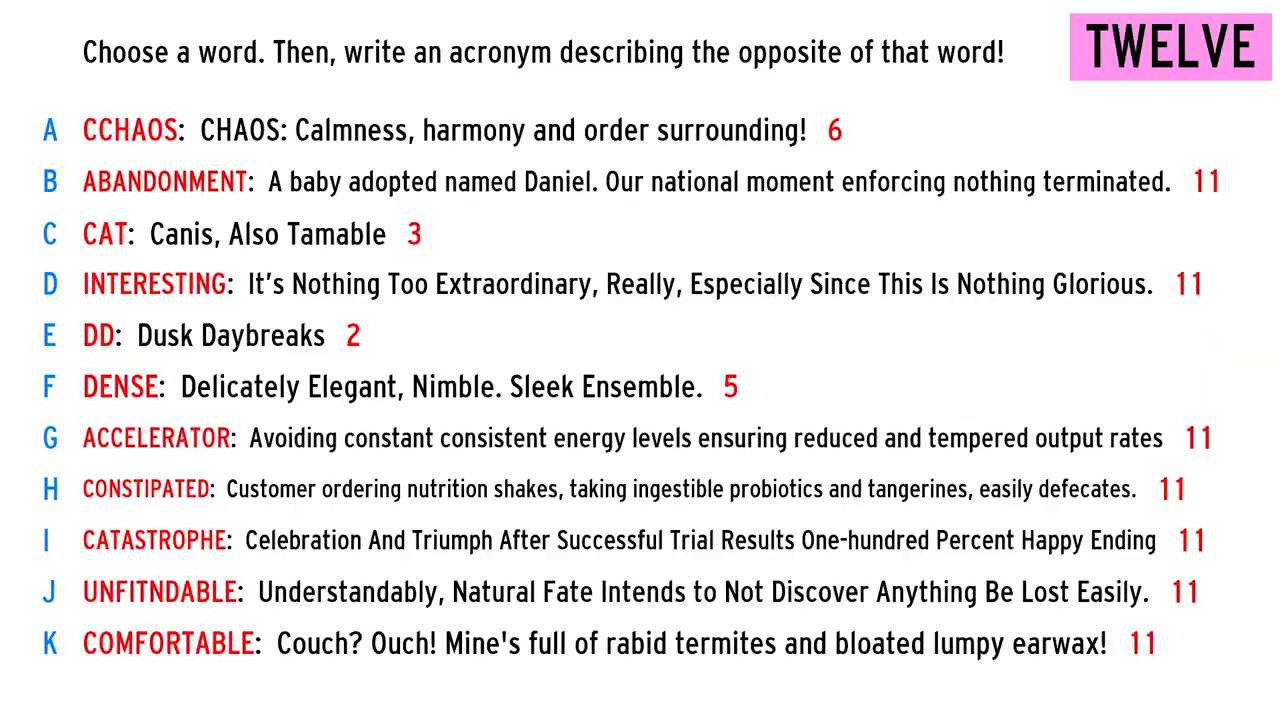 Choose a word. Then, write an acronym describing the opposite of that word!
TWELVE
A CCHAOS: CHAOS: Calmness, harmony and order surrounding! 6
B ABANDONMENT: A baby adopted named Daniel. Our national moment enforcing nothing terminated. 11
C CAT: Canis, Also Tamable 3
D INTERESTING: It's Nothing Too Extraordinary, Really, Especially Since This Is Nothing Glorious. 11
E DD: Dusk Daybreaks 2
F DENSE: Delicately Elegant, Nimble. Sleek Ensemble. 5
G ACCELERATOR: Avoiding constant consistent energy levels ensuring reduced and tempered output rates 11
H CONSTIPATED: Customer ordering nutrition shakes, taking ingestible probiotics and tangerines, easily defecates. 11
I CATASTROPHE: Celebration And Triumph After Successful Trial Results One-hundred Percent Happy Ending 11
J UNFITNDABLE: Understandably, Natural Fate Intends to Not Discover Anything Be Lost Easily. 11
K COMFORTABLE: Couch? Ouch! Mine's full of rabid termites and bloated lumpy earwax! 11